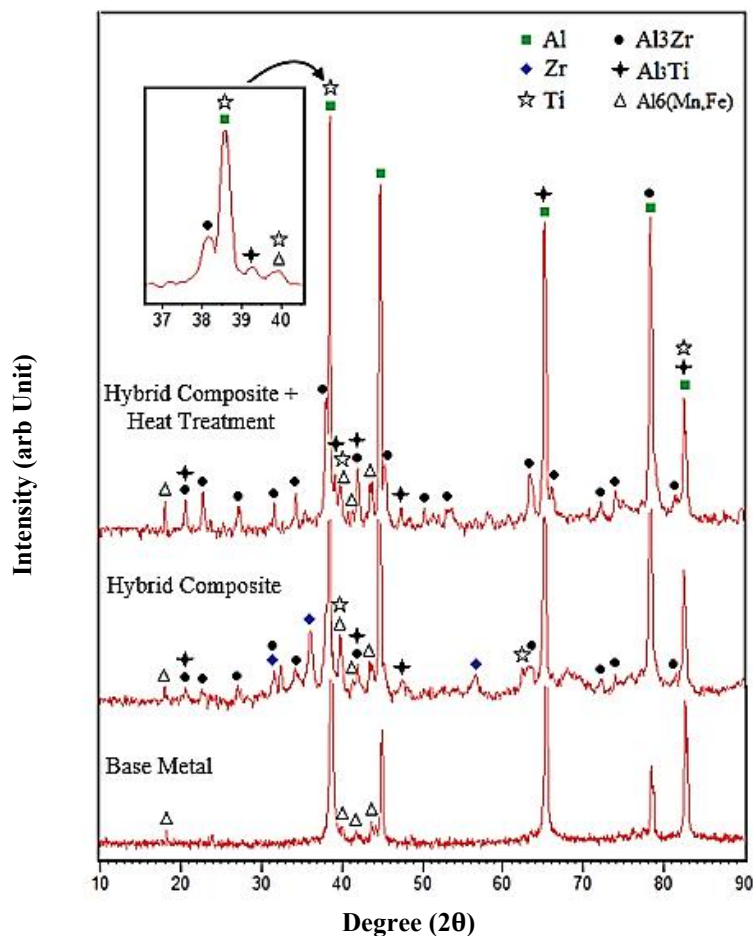 Al
Al3Zr
Zr
Al3Ti
Ti
Al6(Mn,Fe)
37 38 39 40
Hybrid Composite +
Heat Treatment
Hybrid Composite
Base Metal
Intensity (arb Unit)
10 20 30 40 50 60 70 80 90
Degree (2θ)